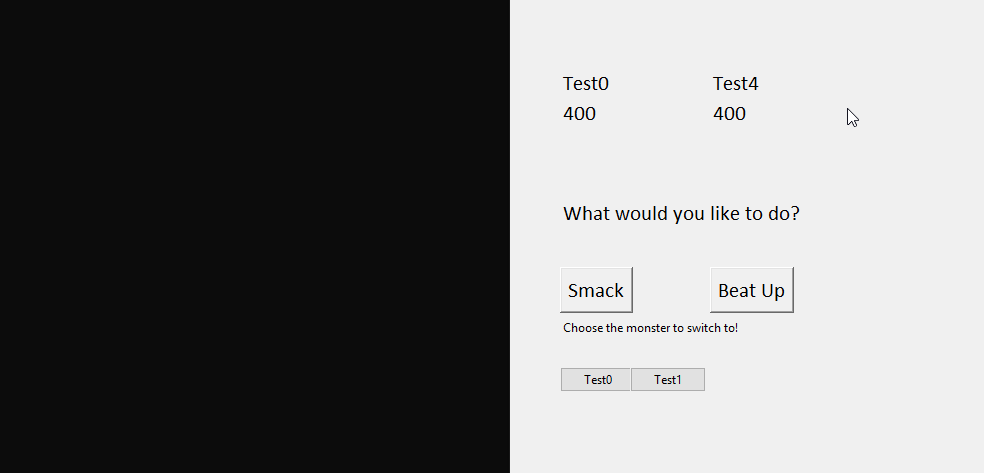 Test0 Test4
400 400
What would you like to do?
Smack Beat Up
Choose the monster to switch to!
Test0 Test1